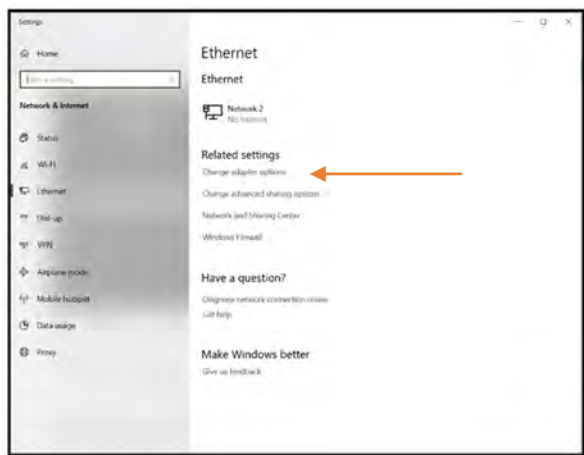 Settings
Home
Find a setting
Network & Internet
Status
Wi-Fi
Ethernet
Dial-up
VPN
Airplane mode
Mobile hotspot
Data usage
Proxy
Ethernet
Ethernet
Network 2
No Internet
Related settings
Change adapter options
Change advanced sharing options
Network and Sharing Center
Windows Firewall
Have a question?
Diagnose network connection issues
Get help
Make Windows better
Give us feedback